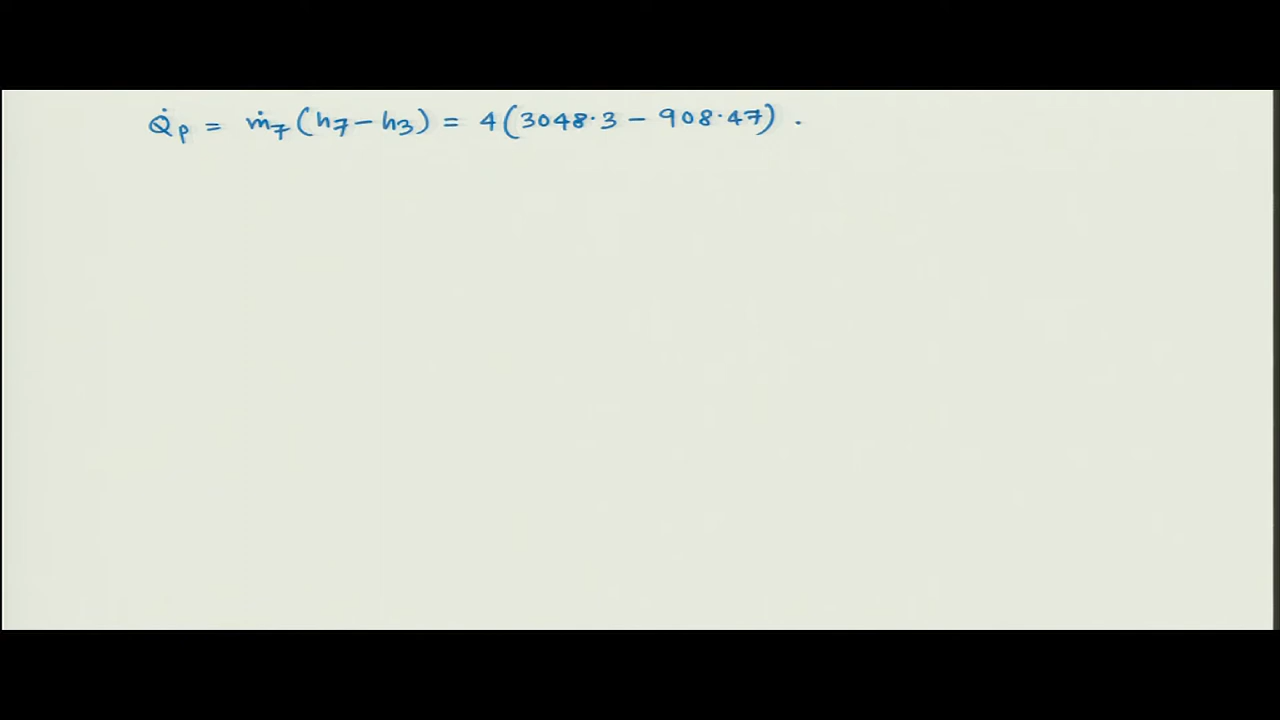 Q̇p = ṁ7 (h7 − h3) = 4 (3048·3 − 908·47) .